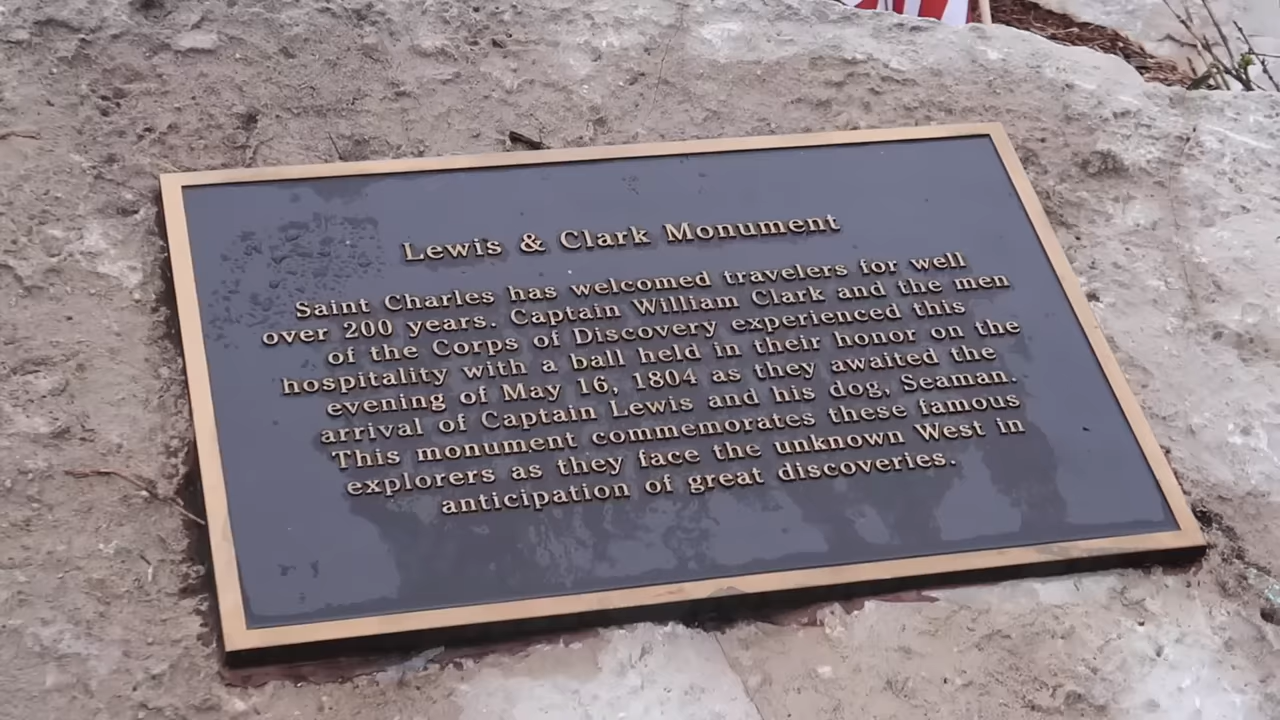 Lewis & Clark Monument
Saint Charles has welcomed travelers for well
over 200 years. Captain William Clark and the men
of the Corps of Discovery experienced this
hospitality with a ball held in their honor on the
evening of May 16, 1804 as they awaited the
arrival of Captain Lewis and his dog, Seaman.
This monument commemorates these famous
explorers as they face the unknown West in
anticipation of great discoveries.